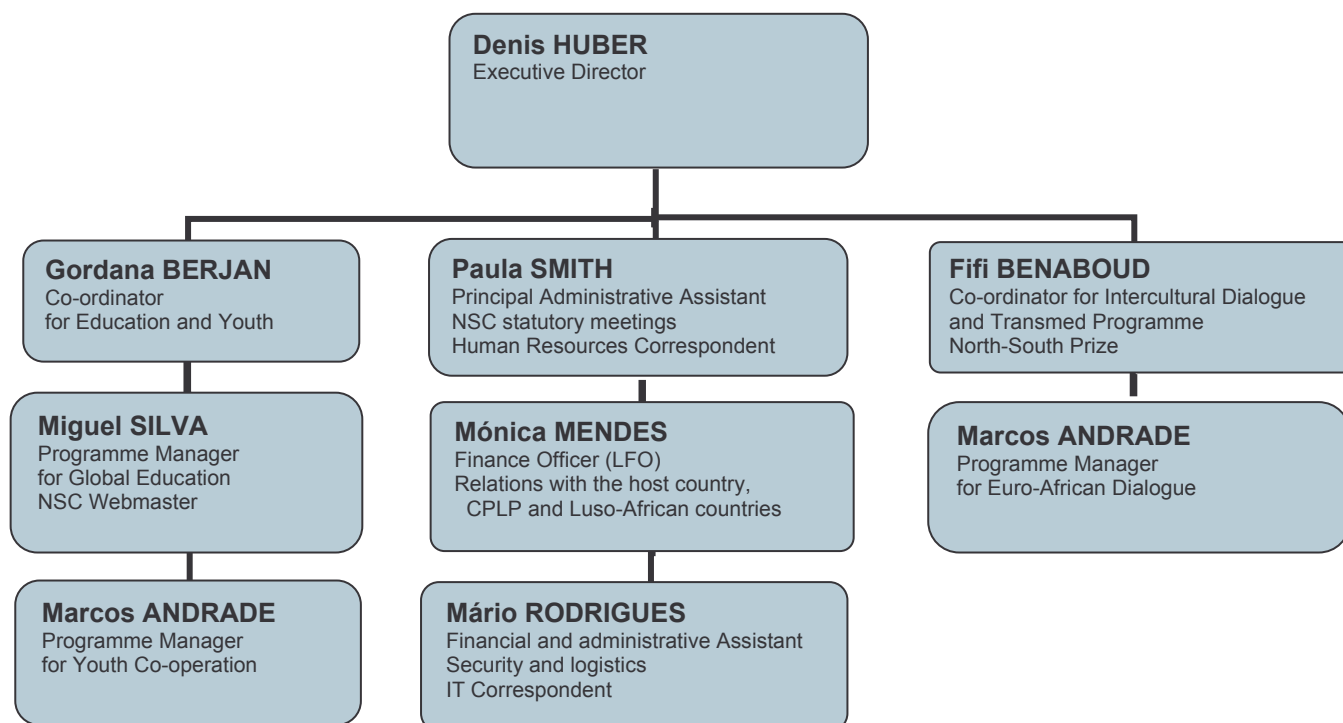 Denis HUBER
Executive Director
Gordana BERJAN
Co-ordinator
for Education and Youth
Paula SMITH
Principal Administrative Assistant
NSC statutory meetings
Human Resources Correspondent
Fifi BENABOUD
Co-ordinator for Intercultural Dialogue
and Transmed Programme
North-South Prize
Miguel SILVA
Programme Manager
for Global Education
NSC Webmaster
Mónica MENDES
Finance Officer (LFO)
Relations with the host country,
CPLP and Luso-African countries
Marcos ANDRADE
Programme Manager
for Euro-African Dialogue
Marcos ANDRADE
Programme Manager
for Youth Co-operation
Mário RODRIGUES
Financial and administrative Assistant
Security and logistics
IT Correspondent